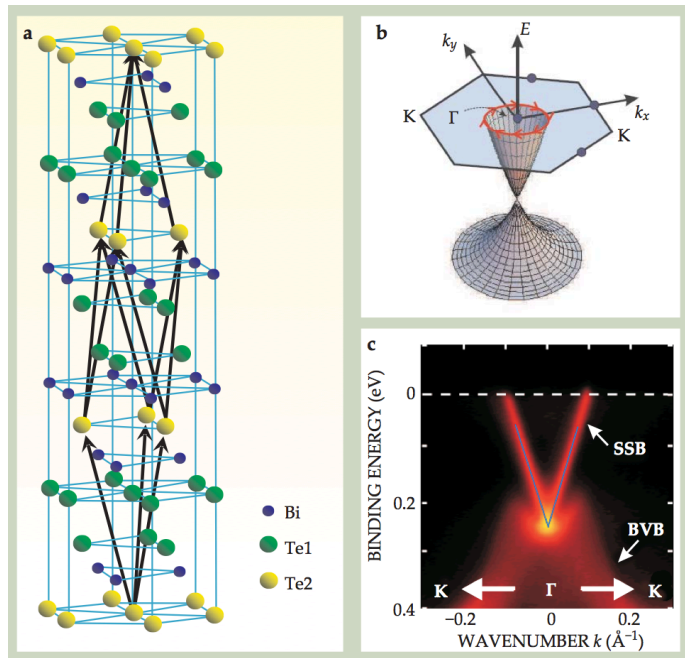 a
Bi
Te1
Te2
b
E
k_y
k_x
K
Γ
K
c
BINDING ENERGY (eV)
0
0.2
0.4
SSB
BVB
K Γ K
−0.2 0 0.2
WAVENUMBER k (Å⁻¹)